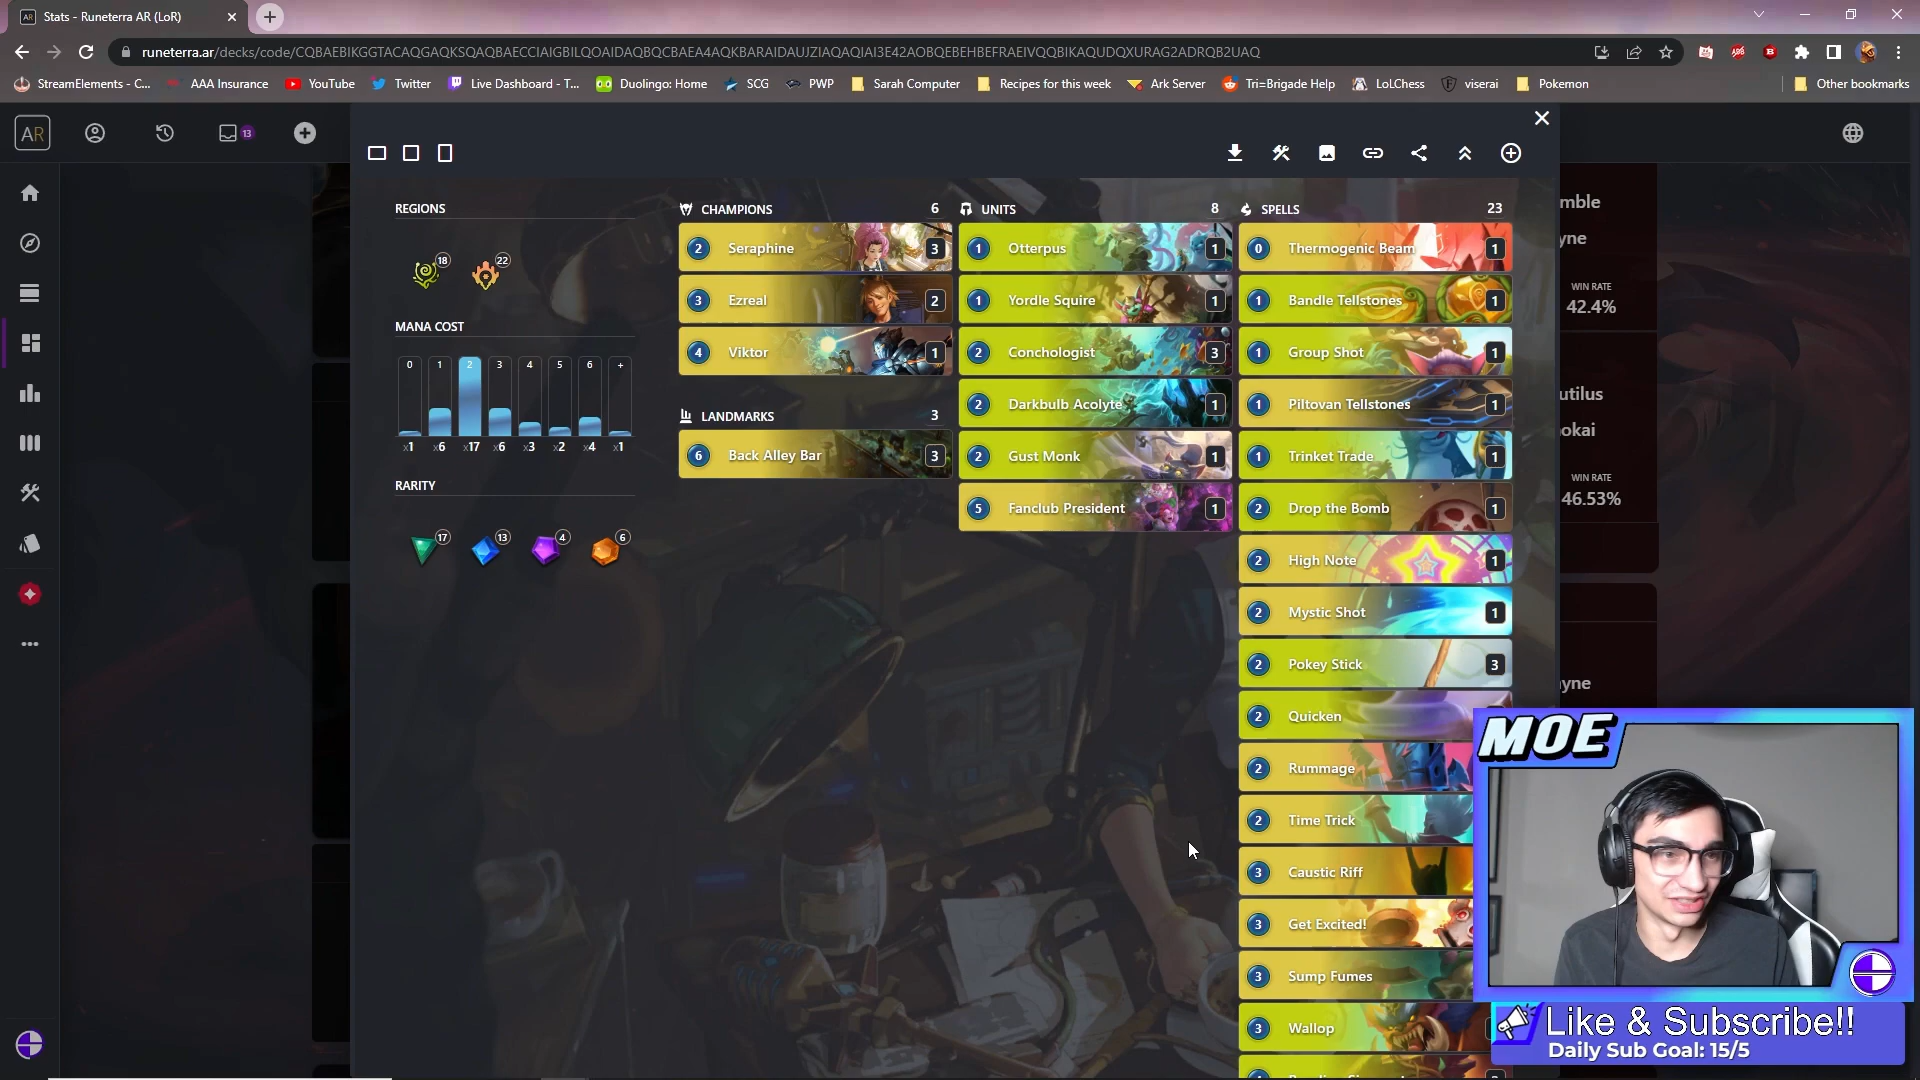 Stats - Runeterra AR (LoR)
runeterra.ar/decks/code/CQBAEBIKGGTACAQGAQKSQAQBAECCIAIGBILQOAIDAQBQCBAEA4AQKBARAIDAUJZIAQAQIAI3E42AOBQEBEHBEFRAEIVQQBIKAQUDQXURAG2ADRQB2UAQ
StreamElements - C...
AAA Insurance
YouTube
Twitter
Live Dashboard - T...
Duolingo: Home
SCG
PWP
Sarah Computer
Recipes for this week
Ark Server
Tri=Brigade Help
LoLChess
viserai
Pokemon
Other bookmarks
AR
13
REGIONS
18
22
MANA COST
0 1 2 3 4 5 6 +
x1 x6 x17 x6 x3 x2 x4 x1
RARITY
17
13
4
6
CHAMPIONS 6
2 Seraphine 3
3 Ezreal 2
4 Viktor 1
LANDMARKS 3
6 Back Alley Bar 3
UNITS 8
1 Otterpus 1
1 Yordle Squire 1
2 Conchologist 3
2 Darkbulb Acolyte 1
2 Gust Monk 1
5 Fanclub President 1
SPELLS 23
0 Thermogenic Beam 1
1 Bandle Tellstones 1
1 Group Shot 1
1 Piltovan Tellstones 1
1 Trinket Trade 1
2 Drop the Bomb 1
2 High Note 1
2 Mystic Shot 1
2 Pokey Stick 3
2 Quicken
2 Rummage
2 Time Trick
3 Caustic Riff
3 Get Excited!
3 Sump Fumes
3 Wallop
mble
yne
WIN RATE
42.4%
utilus
okai
WIN RATE
46.53%
yne
MOE
Like & Subscribe!!
Daily Sub Goal: 15/5